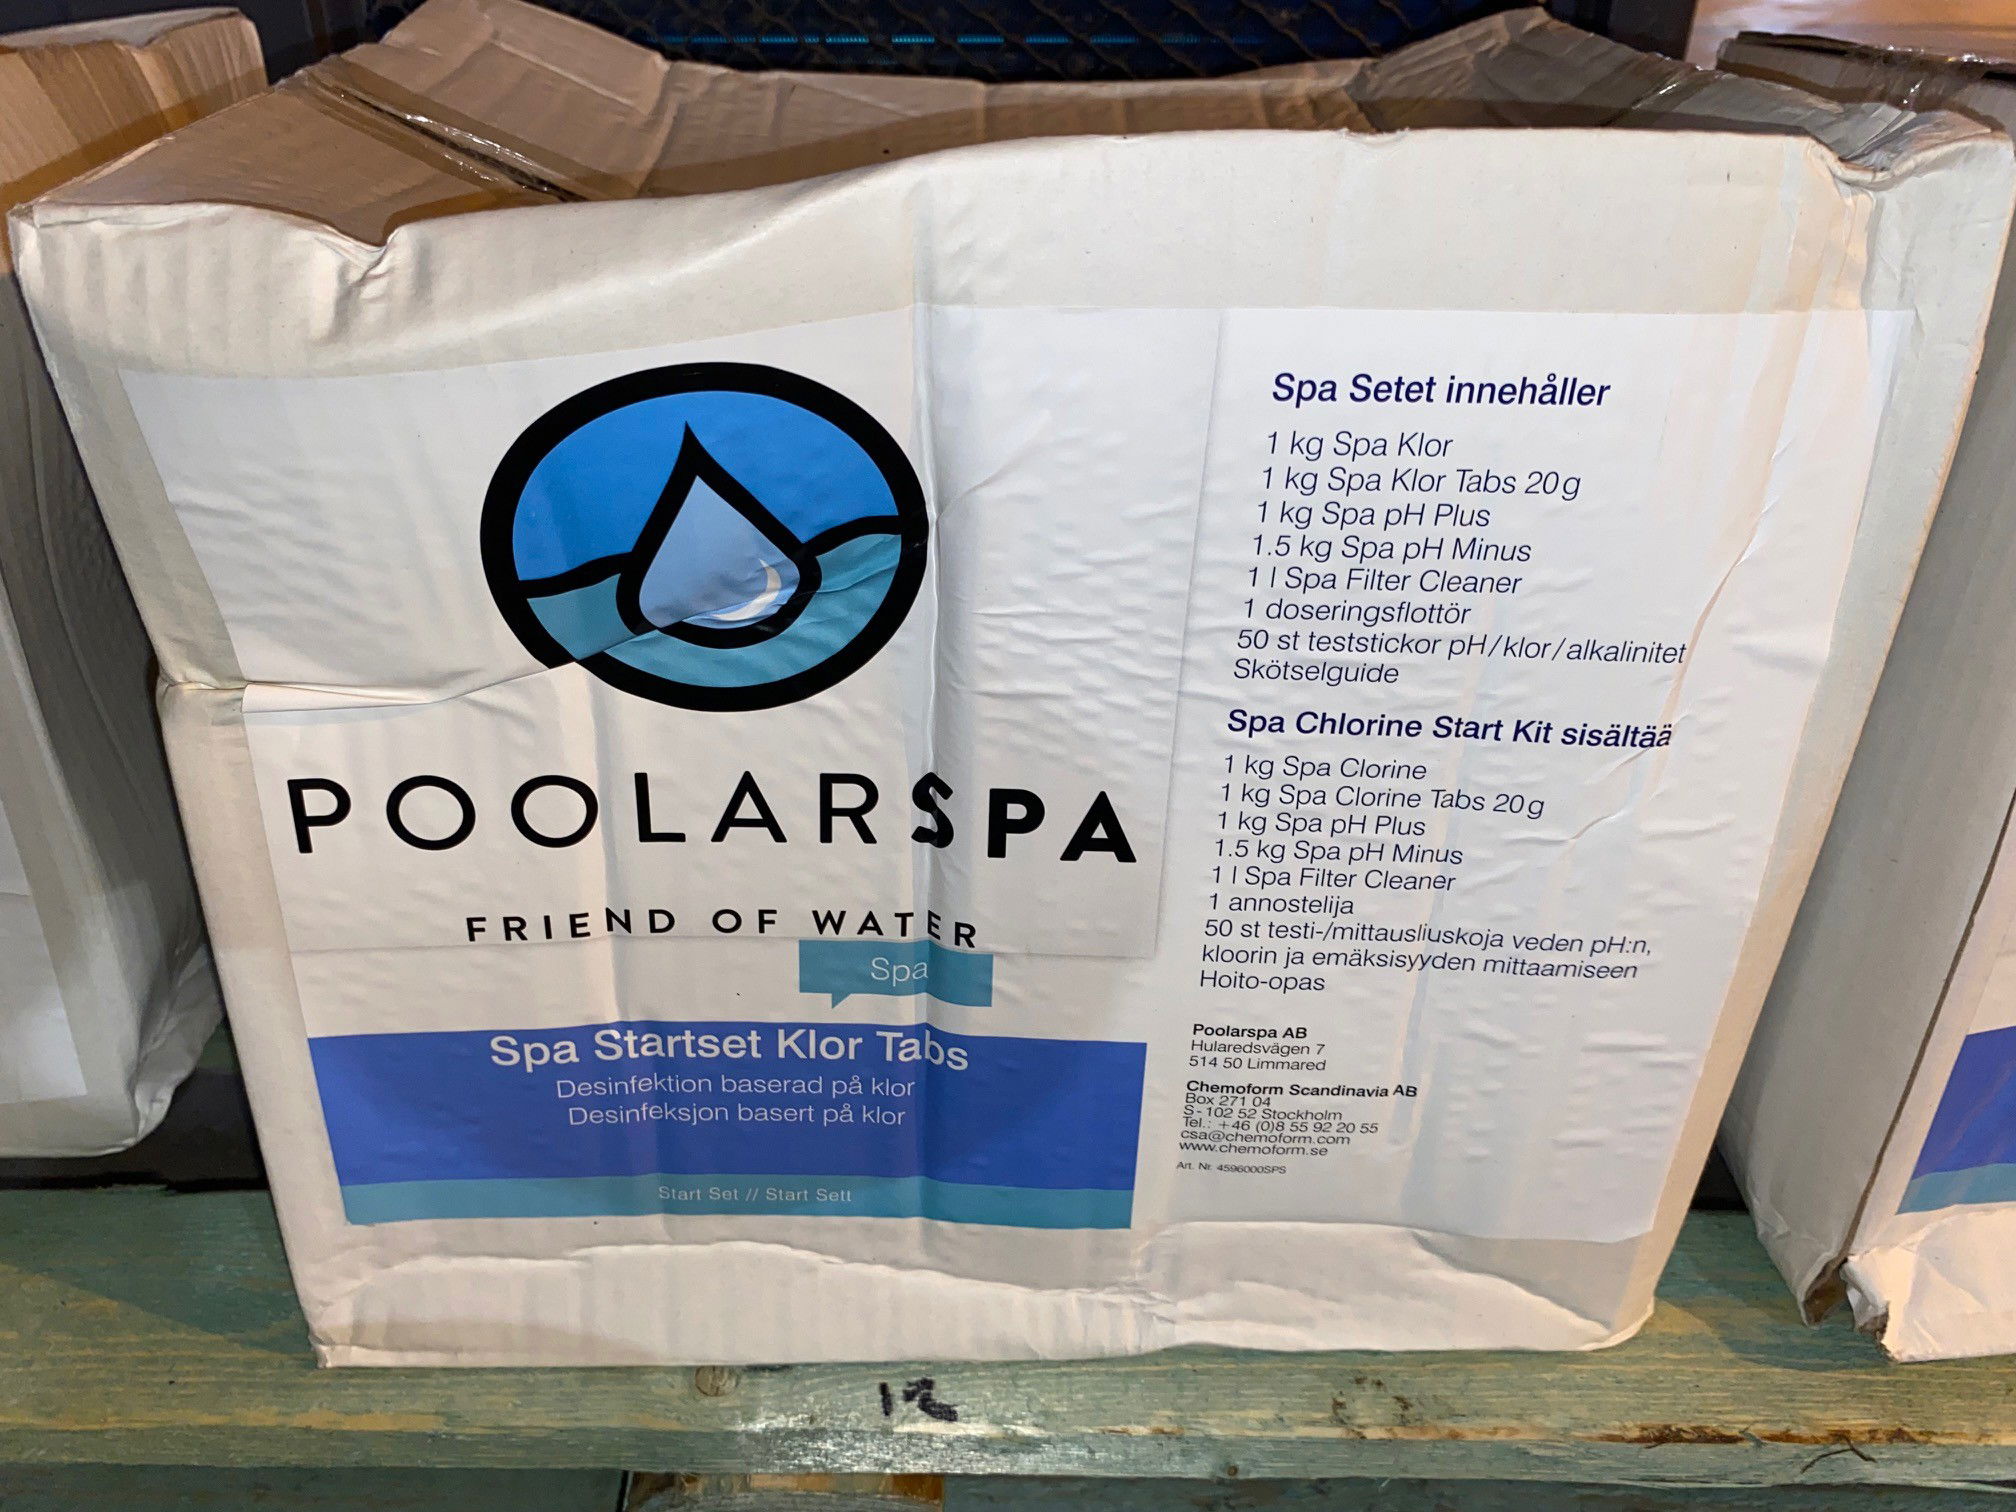 POOLARSPA
FRIEND OF WATER
Spa
Spa Startset Klor Tabs
Desinfektion baserad på klor
Desinfeksjon basert på klor
Start Set // Start Sett
Spa Setet innehåller
1 kg Spa Klor
1 kg Spa Klor Tabs 20g
1 kg Spa pH Plus
1.5 kg Spa pH Minus
1 l Spa Filter Cleaner
1 doseringsflottör
50 st teststickor pH/klor/alkalinitet
Skötselguide
Spa Chlorine Start Kit sisältää
1 kg Spa Clorine
1 kg Spa Clorine Tabs 20g
1 kg Spa pH Plus
1.5 kg Spa pH Minus
1 l Spa Filter Cleaner
1 annostelija
50 st testi-/mittausliuskoja veden pH:n,
kloorin ja emäksisyyden mittaamiseen
Hoito-opas
Poolarspa AB
Hularedsvägen 7
514 50 Limmared
Chemoform Scandinavia AB
Box 271 04
S-102 52 Stockholm
Tel.: +46 (0)8 55 92 20 55
csa@chemoform.com
www.chemoform.se
Art. Nr. 4596000SPS